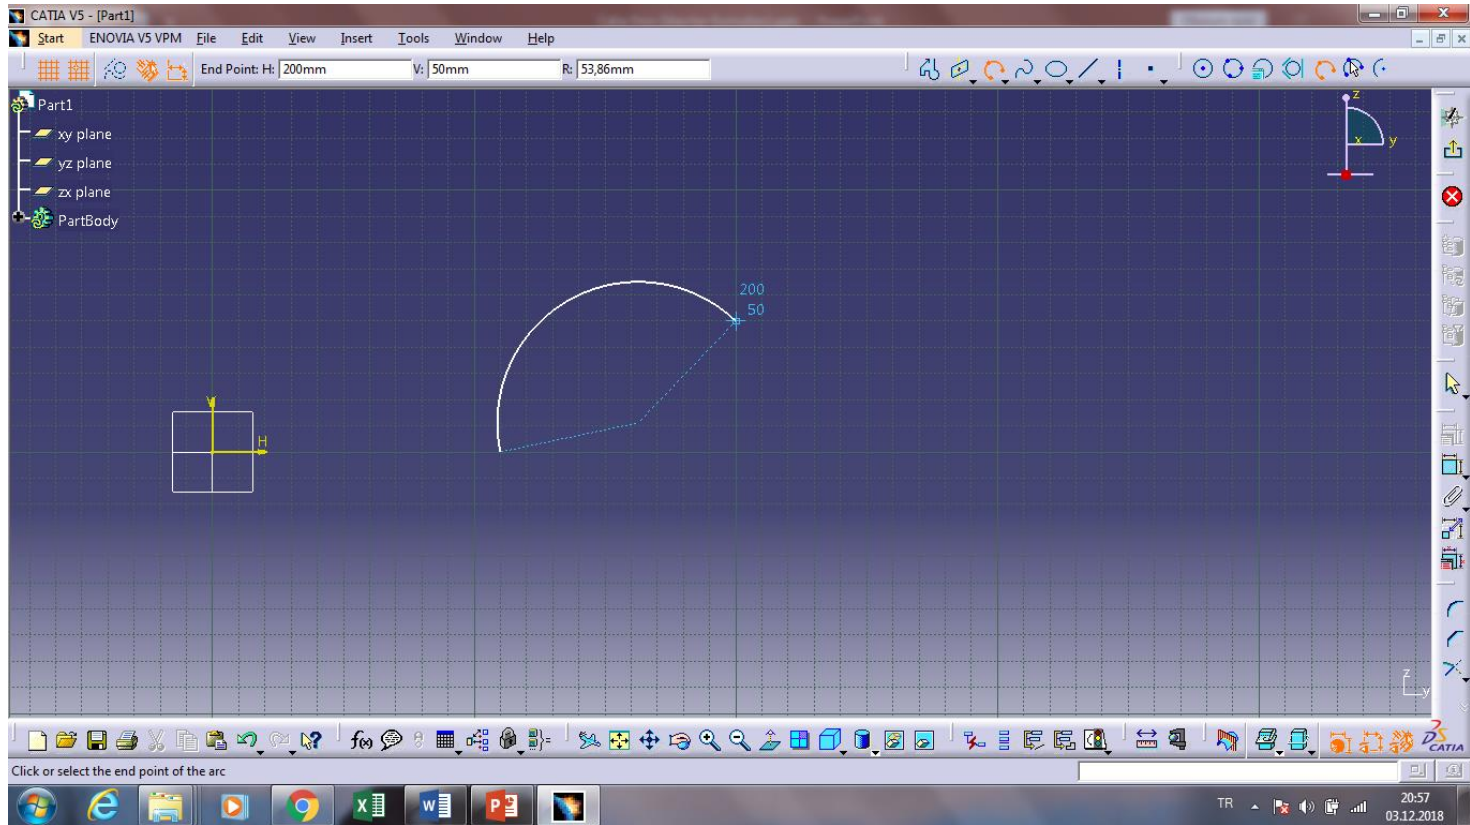 CATIA V5 - [Part1]
Start ENOVIA V5 VPM File Edit View Insert Tools Window Help
End Point: H: 200mm V: 50mm R: 53,86mm
Part1
xy plane
yz plane
zx plane
PartBody
z
x y
200
50
V
H
z
y
f(x)
CATIA
Click or select the end point of the arc
TR
20:57
03.12.2018